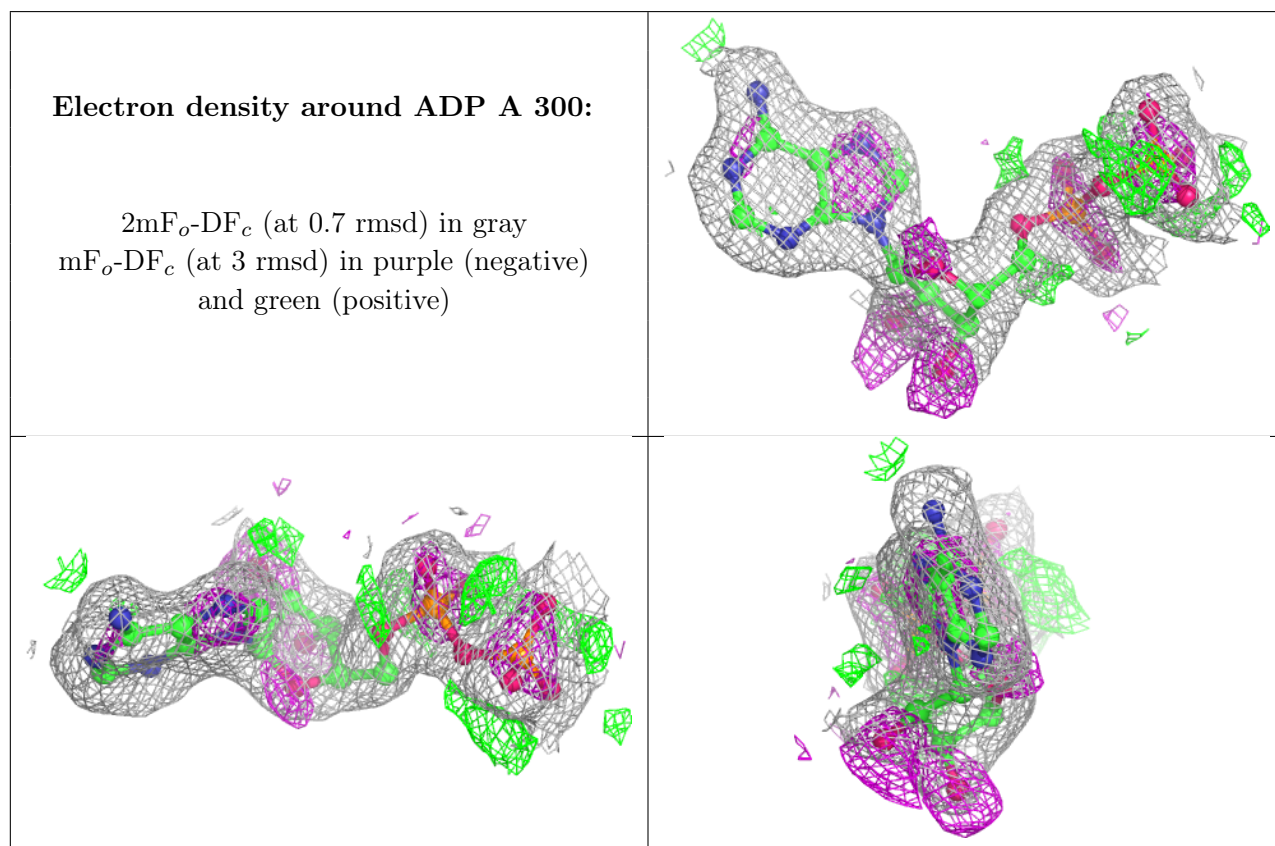 Electron density around ADP A 300:
2mFo-DFc (at 0.7 rmsd) in gray
mFo-DFc (at 3 rmsd) in purple (negative)
and green (positive)